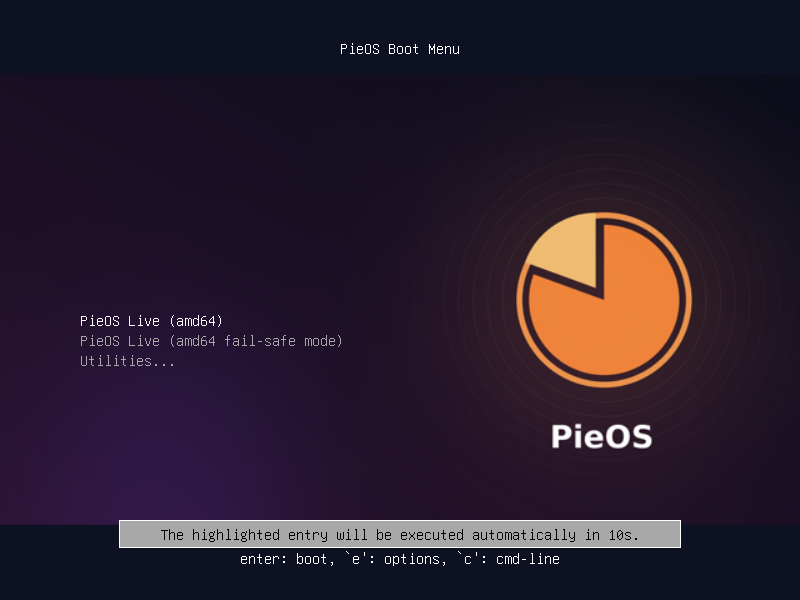 PieOS Boot Menu
PieOS Live (amd64)
PieOS Live (amd64 fail-safe mode)
Utilities...
PieOS
The highlighted entry will be executed automatically in 10s.
enter: boot, `e': options, `c': cmd-line